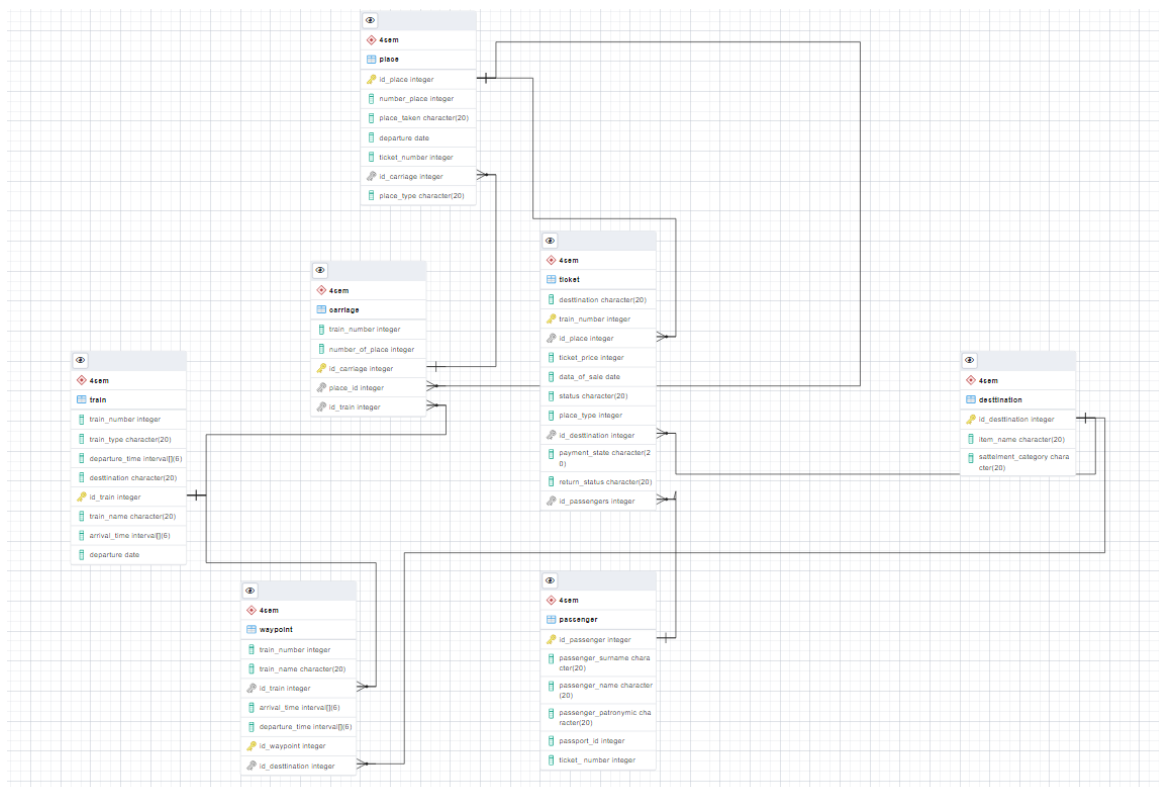 4sem
place
id_place integer
number_place integer
place_taken character(20)
departure date
ticket_number integer
id_carriage integer
place_type character(20)
4sem
ticket
desttination character(20)
train_number integer
id_place integer
ticket_price integer
data_of_sale date
status character(20)
place_type integer
id_desttination integer
payment_state character(2
0)
return_status character(20)
id_passengers integer
4sem
carriage
train_number integer
number_of_place integer
id_carriage integer
place_id integer
id_train integer
4sem
train
train_number integer
train_type character(20)
departure_time interval[](6)
desttination character(20)
id_train integer
train_name character(20)
arrival_time interval[](6)
departure date
4sem
desttination
id_desttination integer
item_name character(20)
sattelment_category chara
cter(20)
4sem
waypoint
train_number integer
train_name character(20)
id_train integer
arrival_time interval[](6)
departure_time interval[](6)
id_waypoint integer
id_desttination integer
4sem
passenger
id_passenger integer
passenger_surname chara
cter(20)
passenger_name character
(20)
passenger_patronymic cha
racter(20)
passport_id integer
ticket_ number integer